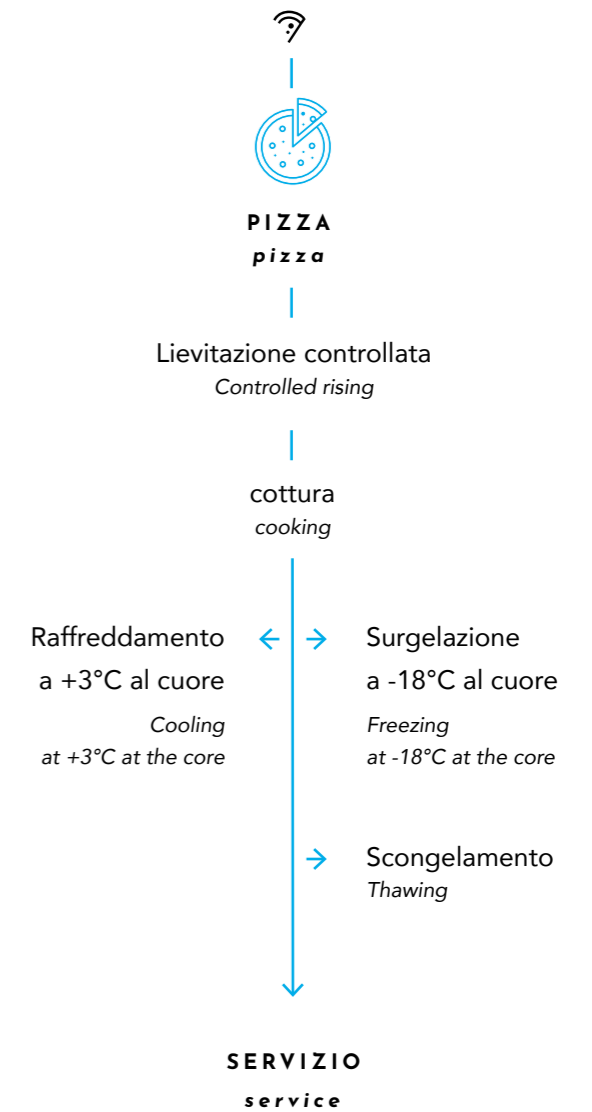 PIZZA
pizza
Lievitazione controllata
Controlled rising
cottura
cooking
Raffreddamento
a +3°C al cuore
Cooling
at +3°C at the core
Surgelazione
a -18°C al cuore
Freezing
at -18°C at the core
Scongelamento
Thawing
SERVIZIO
service